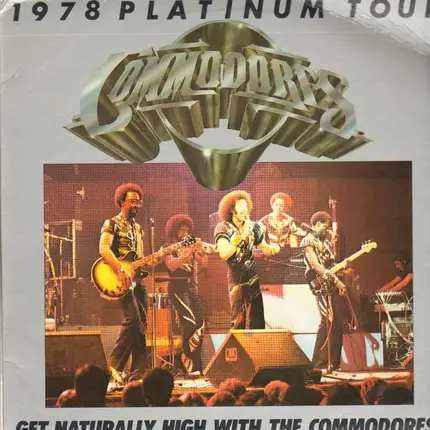 1978 PLATINUM TOUR
COMMODORES
GET NATURALLY HIGH WITH THE COMMODORES